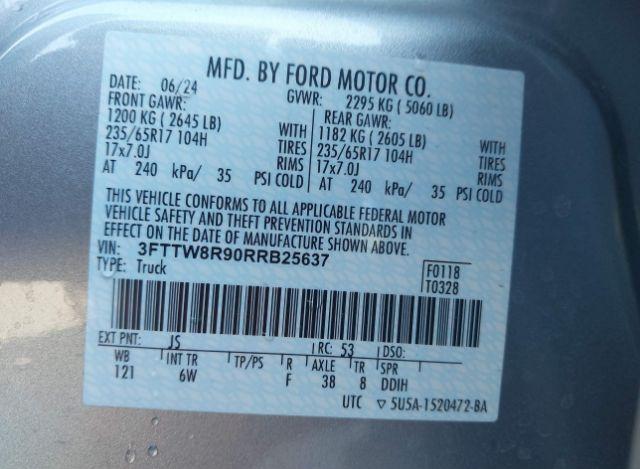 MFD. BY FORD MOTOR CO.
DATE: 06/24 GVWR: 2295 KG ( 5060 LB)
FRONT GAWR: REAR GAWR:
1200 KG ( 2645 LB) WITH 1182 KG ( 2605 LB) WITH
235/65R17 104H TIRES 235/65R17 104H TIRES
17x7.0J RIMS 17x7.0J RIMS
AT 240 kPa/ 35 PSI COLD AT 240 kPa/ 35 PSI COLD
THIS VEHICLE CONFORMS TO ALL APPLICABLE FEDERAL MOTOR
VEHICLE SAFETY AND THEFT PREVENTION STANDARDS IN
EFFECT ON THE DATE OF MANUFACTURE SHOWN ABOVE.
VIN: 3FTTW8R90RRB25637
TYPE: Truck
F0118
T0328
EXT PNT: JS RC: 53 DSO:
WB INT TR TP/PS R AXLE TR SPR
121 6W F 38 8 DDIH
UTC ▽ 5U5A-1520472-BA